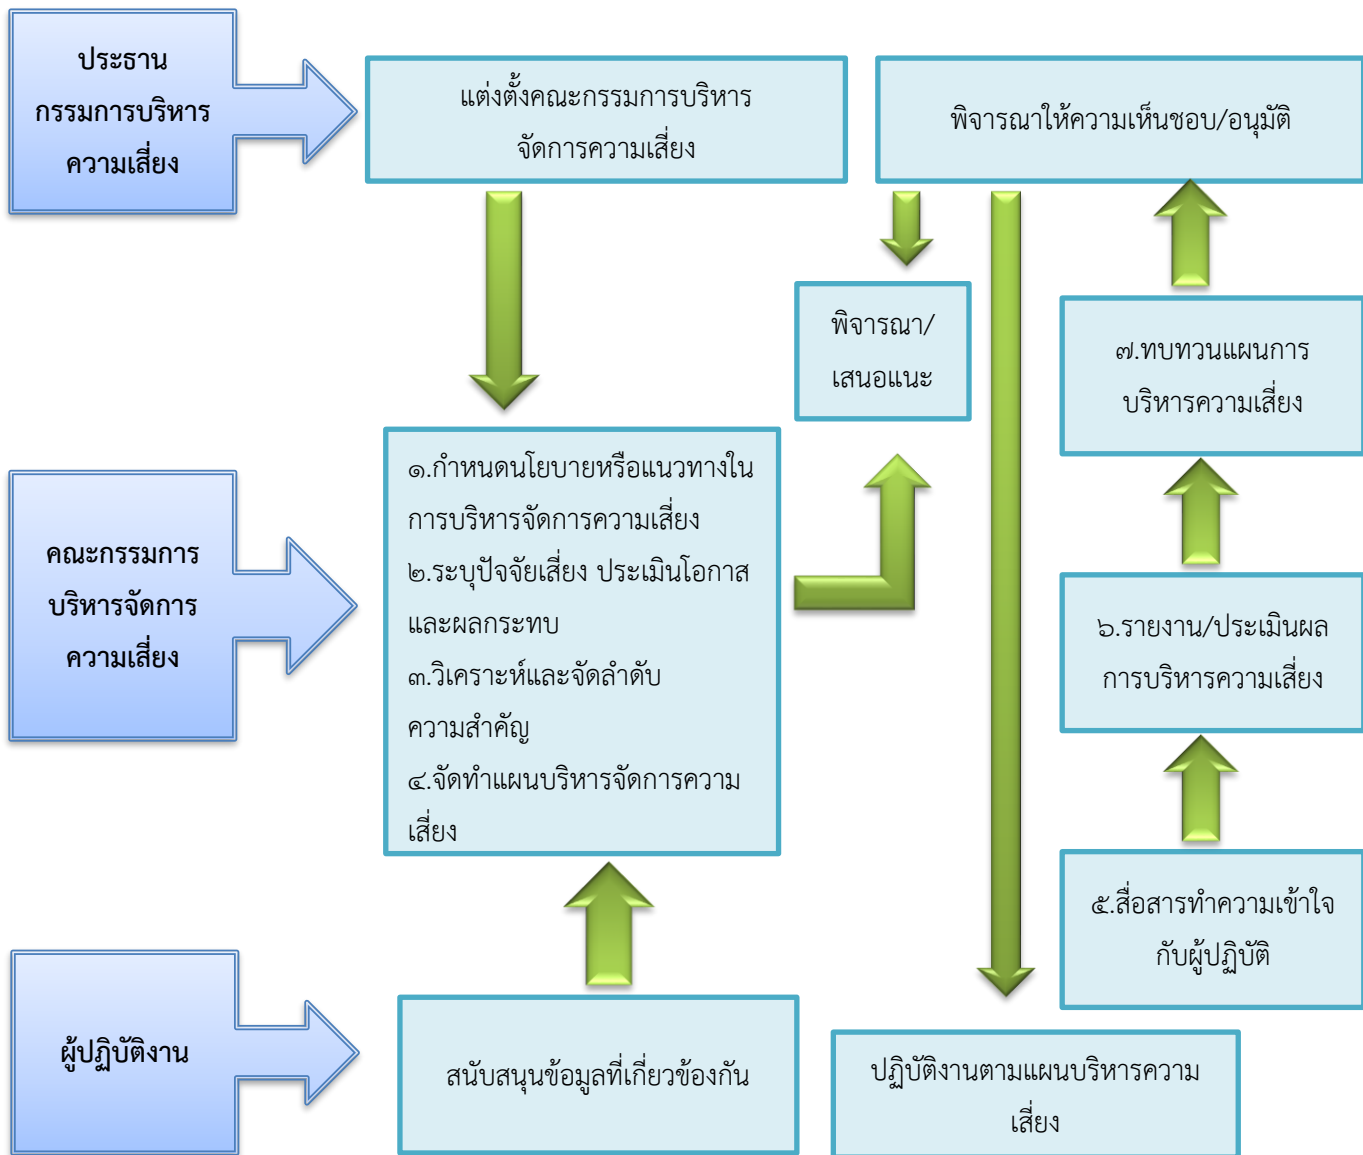 ประธาน
กรรมการบริหาร
ความเสี่ยง
แต่งตั้งคณะกรรมการบริหาร
จัดการความเสี่ยง
พิจารณาให้ความเห็นชอบ/อนุมัติ
พิจารณา/
เสนอแนะ
๗.ทบทวนแผนการ
บริหารความเสี่ยง
คณะกรรมการ
บริหารจัดการ
ความเสี่ยง
๑.กำหนดนโยบายหรือแนวทางใน
การบริหารจัดการความเสี่ยง
๒.ระบุปัจจัยเสี่ยง ประเมินโอกาส
และผลกระทบ
๓.วิเคราะห์และจัดลำดับ
ความสำคัญ
๔.จัดทำแผนบริหารจัดการความ
เสี่ยง
๖.รายงาน/ประเมินผล
การบริหารความเสี่ยง
๕.สื่อสารทำความเข้าใจ
กับผู้ปฏิบัติ
ผู้ปฏิบัติงาน
สนับสนุนข้อมูลที่เกี่ยวข้องกัน
ปฏิบัติงานตามแผนบริหารความ
เสี่ยง